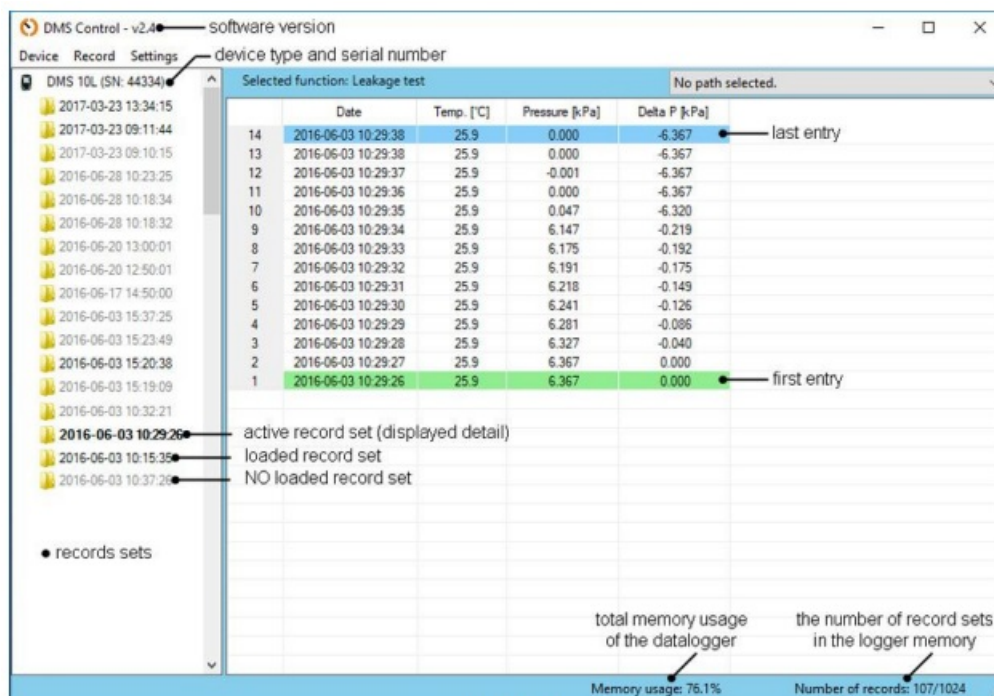 DMS Control - v2.4 software version
Device Record Settings device type and serial number
DMS 10L (SN: 44334) Selected function: Leakage test No path selected.
2017-03-23 13:34:15
2017-03-23 09:11:44
2017-03-23 09:10:15
2016-06-28 10:23:25
2016-06-28 10:18:34
2016-06-28 10:18:32
2016-06-20 13:00:01
2016-06-20 12:50:01
2016-06-17 14:50:00
2016-06-03 15:37:25
2016-06-03 15:23:49
2016-06-03 15:20:38
2016-06-03 15:19:09
2016-06-03 10:32:21
2016-06-03 10:29:26 active record set (displayed detail)
2016-06-03 10:15:35 loaded record set
2016-06-03 10:37:26 NO loaded record set
records sets
Date Temp. [°C] Pressure [kPa] Delta P [kPa]
14 2016-06-03 10:29:38 25.9 0.000 -6.367 last entry
13 2016-06-03 10:29:38 25.9 0.000 -6.367
12 2016-06-03 10:29:37 25.9 -0.001 -6.367
11 2016-06-03 10:29:36 25.9 0.000 -6.367
10 2016-06-03 10:29:35 25.9 0.047 -6.320
9 2016-06-03 10:29:34 25.9 6.147 -0.219
8 2016-06-03 10:29:33 25.9 6.175 -0.192
7 2016-06-03 10:29:32 25.9 6.191 -0.175
6 2016-06-03 10:29:31 25.9 6.218 -0.149
5 2016-06-03 10:29:30 25.9 6.241 -0.126
4 2016-06-03 10:29:29 25.9 6.281 -0.086
3 2016-06-03 10:29:28 25.9 6.327 -0.040
2 2016-06-03 10:29:27 25.9 6.367 0.000
1 2016-06-03 10:29:26 25.9 6.367 0.000 first entry
total memory usage
of the datalogger
the number of record sets
in the logger memory
Memory usage: 76.1% Number of records: 107/1024